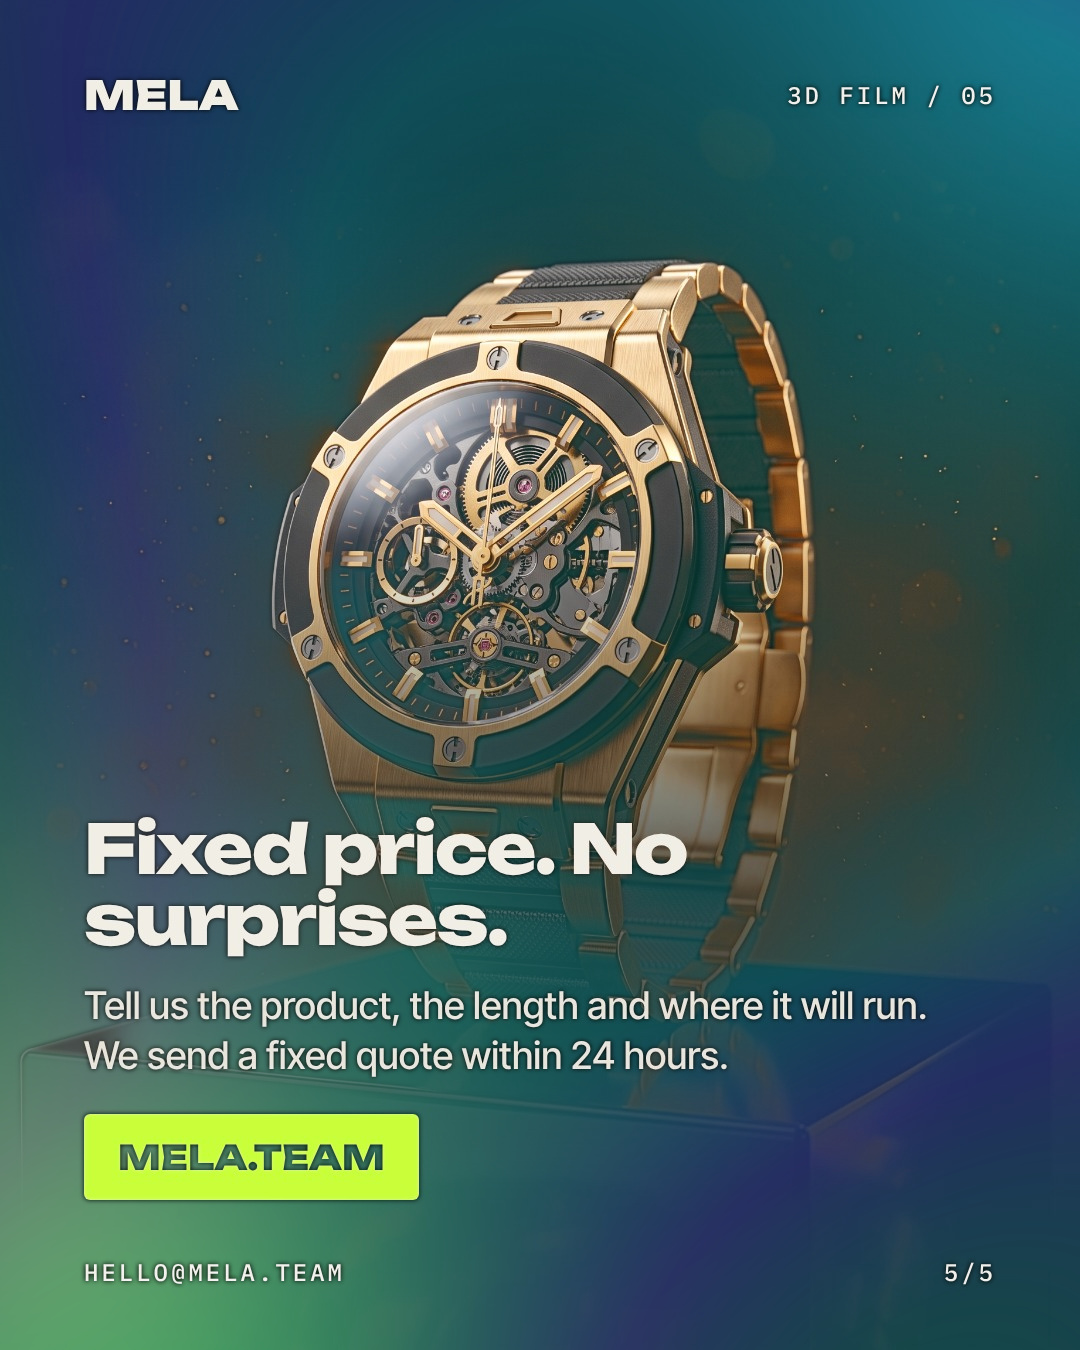 MELA
3D FILM / 05
Fixed price. No
surprises.
Tell us the product, the length and where it will run.
We send a fixed quote within 24 hours.
MELA.TEAM
HELLO@MELA.TEAM
5/5